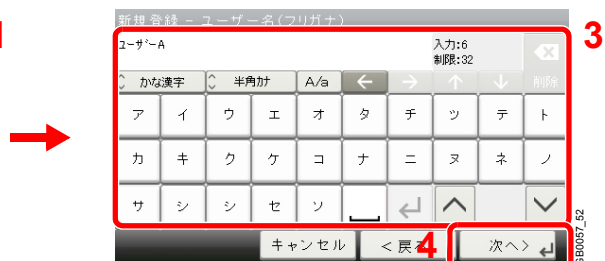 新規登録 - ユーザー名(フリガナ)
3
ﾕｰｻﾞｰA
入力:6
制限:32
かな漢字 半角ｶﾅ A/a ← → ↑ ↓ 削除
ア イ ウ エ オ タ チ ツ テ ト
カ キ ク ケ コ ナ ニ ヌ ネ ノ
サ シ シ セ ソ
キャンセル < 戻 4 次へ>